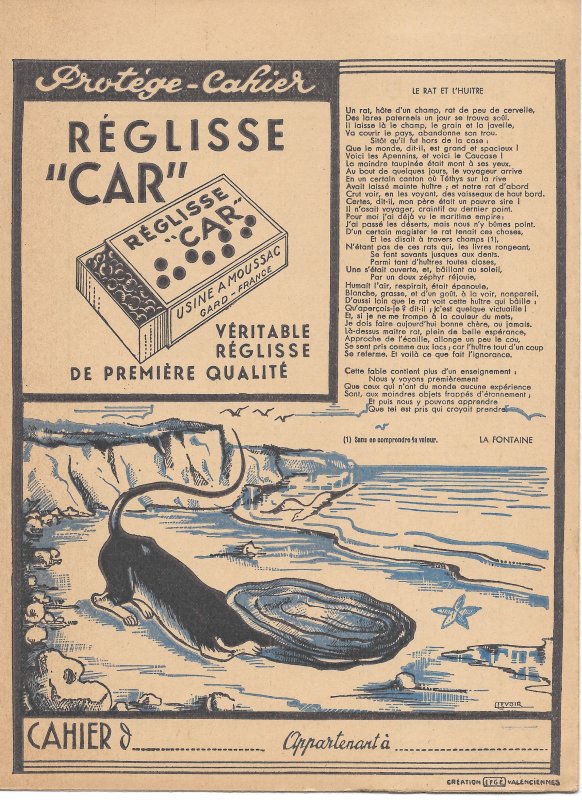 Protége-Cahier
RÉGLISSE
"CAR"
RÉGLISSE
"CAR"
USINE A MOUSSAC
GARD - FRANCE
VÉRITABLE
RÉGLISSE
DE PREMIÈRE QUALITÉ
LE RAT ET L'HUITRE
Un rat, hôte d'un champ, rat de peu de cervelle,
Des lares paternels un jour se trouva soûl.
Il laisse là le champ, le grain et la javelle,
Va courir le pays, abandonne son trou.
Sitôt qu'il fut hors de la case :
Que le monde, dit-il, est grand et spacieux !
Voici les Apennins, et voici le Caucase !
La moindre taupinée était mont à ses yeux.
Au bout de quelques jours, le voyageur arrive
En un certain canton où Téthys sur la rive
Avait laissé mainte huître ; et notre rat d'abord
Crut voir, en les voyant, des vaisseaux de haut bord.
Certes, dit-il, mon père était un pauvre sire !
Il n'osait voyager, craintif au dernier point.
Pour moi j'ai déjà vu le maritime empire :
J'ai passé les déserts, mais nous n'y bûmes point.
D'un certain magister le rat tenait ces choses,
Et les disait à travers champs (1),
N'étant pas de ces rats qui, les livres rongeant,
Se font savants jusques aux dents.
Parmi tant d'huîtres toutes closes,
Une s'était ouverte, et, bâillant au soleil,
Par un doux zéphyr réjouie,
Humait l'air, respirait, était épanouie,
Blanche, grasse, et d'un goût, à la voir, nonpareil.
D'aussi loin que le rat voit cette huître qui bâille :
Qu'aperçois-je ? dit-il ; c'est quelque victuaille !
Et, si je ne me trompe à la couleur du mets,
Je dois faire aujourd'hui bonne chère, ou jamais.
Là-dessus maitre rat, plein de belle espérance,
Approche de l'écaille, allonge un peu le cou,
Se sent pris comme aux lacs ; car l'huître tout d'un coup
Se referme. Et voilà ce que fait l'ignorance.
Cette fable contient plus d'un enseignement :
Nous y voyons premièrement
Que ceux qui n'ont du monde aucune expérience
Sont, aux moindres objets frappés d'étonnement ;
Et puis nous y pouvons apprendre
Que tel est pris qui croyait prendre
(1) Sans en comprendre la valeur.
LA FONTAINE
LEVOIR
CAHIER d
Appartenant à
CRÉATION EFGE VALENCIENNES